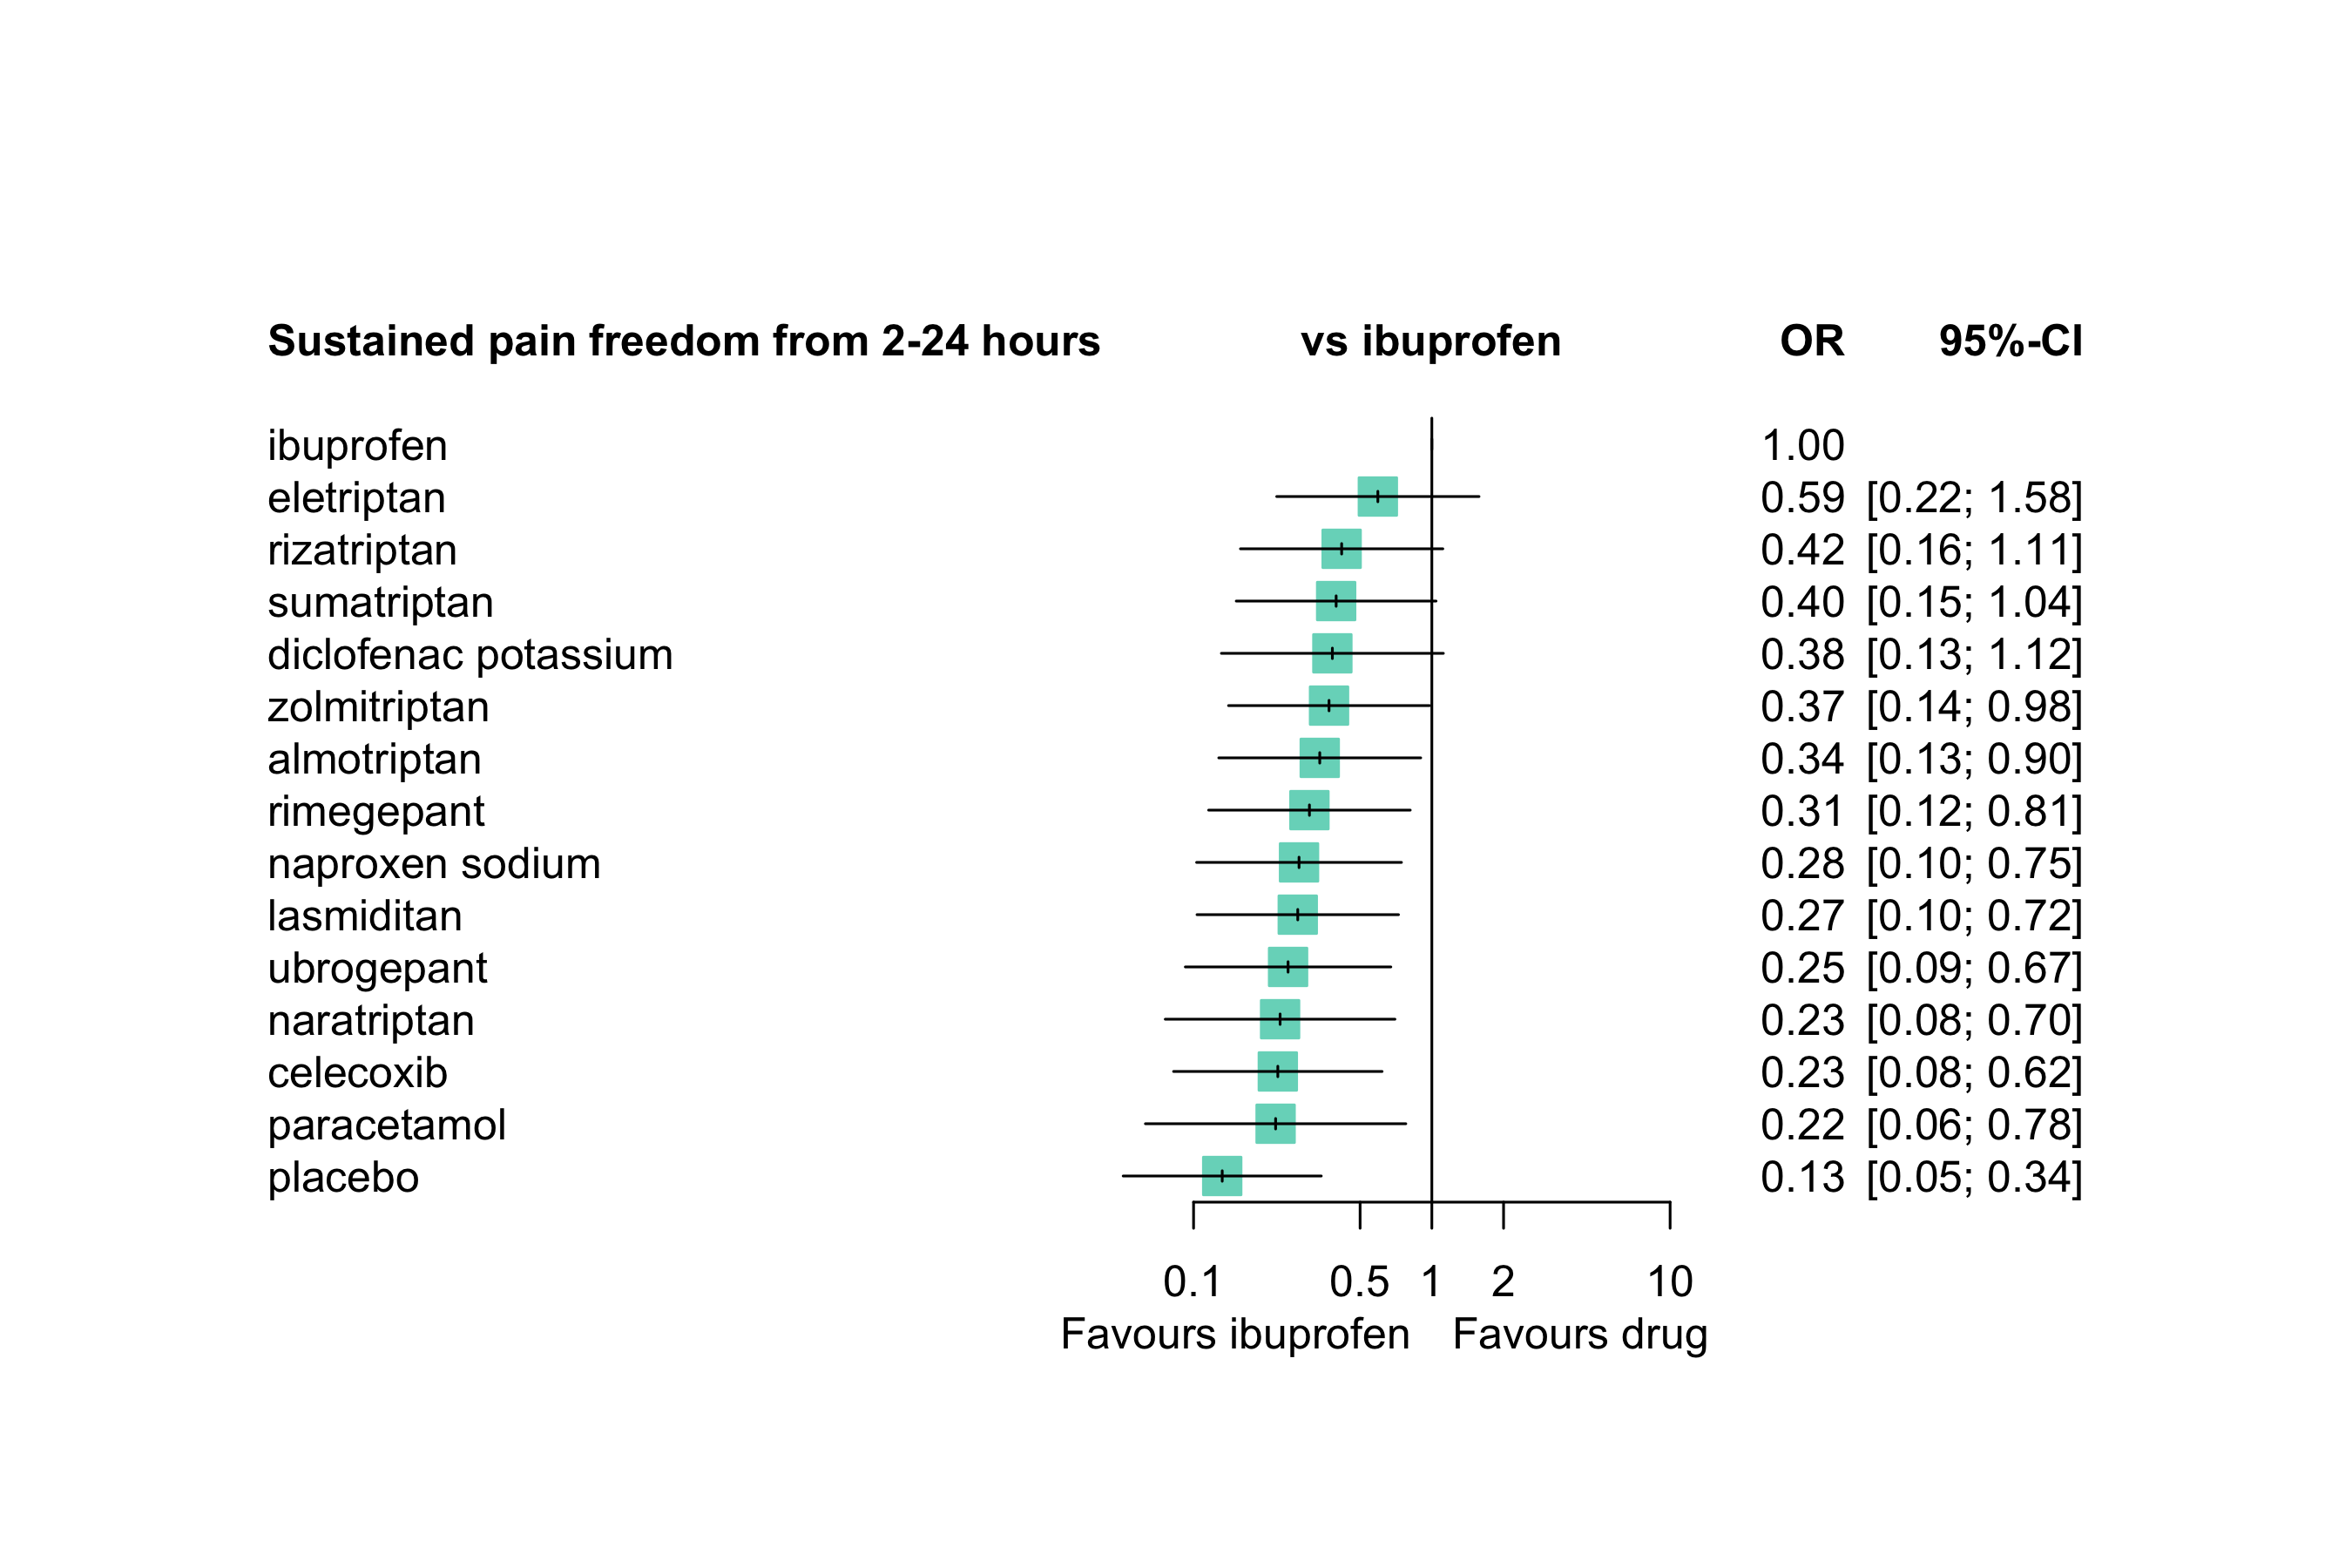 Sustained pain freedom from 2-24 hours vs ibuprofen OR 95%-CI
ibuprofen 1.00
eletriptan 0.59 [0.22; 1.58]
rizatriptan 0.42 [0.16; 1.11]
sumatriptan 0.40 [0.15; 1.04]
diclofenac potassium 0.38 [0.13; 1.12]
zolmitriptan 0.37 [0.14; 0.98]
almotriptan 0.34 [0.13; 0.90]
rimegepant 0.31 [0.12; 0.81]
naproxen sodium 0.28 [0.10; 0.75]
lasmiditan 0.27 [0.10; 0.72]
ubrogepant 0.25 [0.09; 0.67]
naratriptan 0.23 [0.08; 0.70]
celecoxib 0.23 [0.08; 0.62]
paracetamol 0.22 [0.06; 0.78]
placebo 0.13 [0.05; 0.34]
0.1 0.5 1 2 10
Favours ibuprofen Favours drug